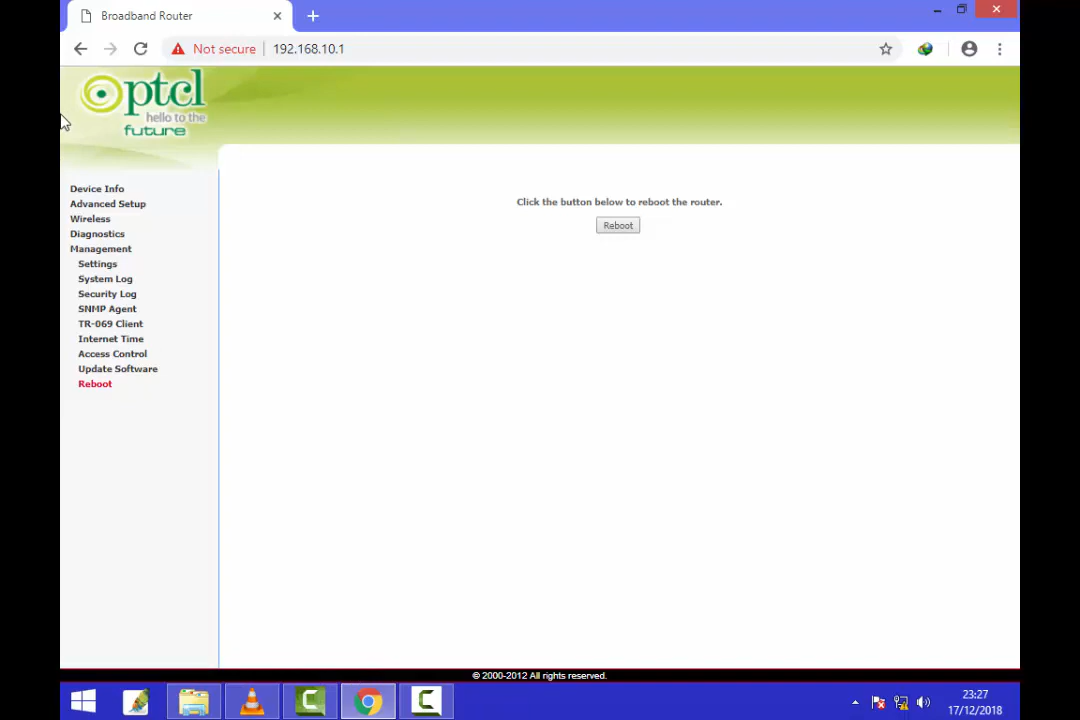 Broadband Router
Not secure
192.168.10.1
ptcl
hello to the
future
Device Info
Advanced Setup
Wireless
Diagnostics
Management
Settings
System Log
Security Log
SNMP Agent
TR-069 Client
Internet Time
Access Control
Update Software
Reboot
Click the button below to reboot the router.
Reboot
© 2000-2012 All rights reserved.
23:27
17/12/2018